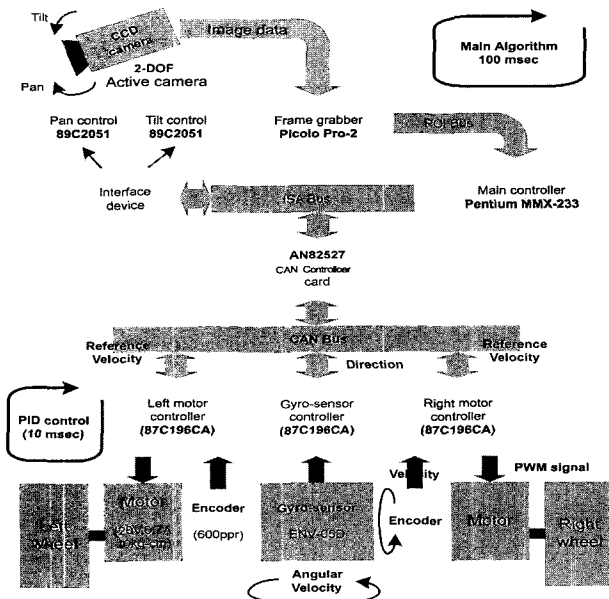 Tilt
CCD
camera
Image data
Main Algorithm
100 msec
2-DOF
Active camera
Pan
Pan control
89C2051
Tilt control
89C2051
Frame grabber
Picolo Pro-2
Interface
device
ISA Bus
Main controller
Pentium MMX-233
AN82527
CAN Controlloer
card
CAN Bus
Reference
Velocity
Reference
Velocity
Direction
PID control
(10 msec)
Left motor
controller
(87C196CA)
Gyro-sensor
controller
(87C196CA)
Right motor
controller
(87C196CA)
Velocity
PWM signal
Left
wheel
Motor
Encoder
(600ppr)
Gyro-sensor
ENV-05D
Encoder
Motor
Right
wheel
Angular
Velocity